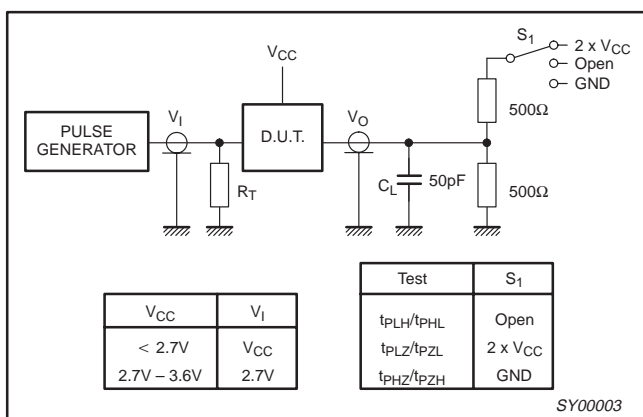 S1
2 x VCC
Open
GND
VCC
500Ω
PULSE
GENERATOR
VI
D.U.T.
VO
RT
CL
50pF
500Ω
VCC VI
< 2.7V VCC
2.7V – 3.6V 2.7V
Test S1
tPLH/tPHL Open
tPLZ/tPZL 2 x VCC
tPHZ/tPZH GND
SY00003